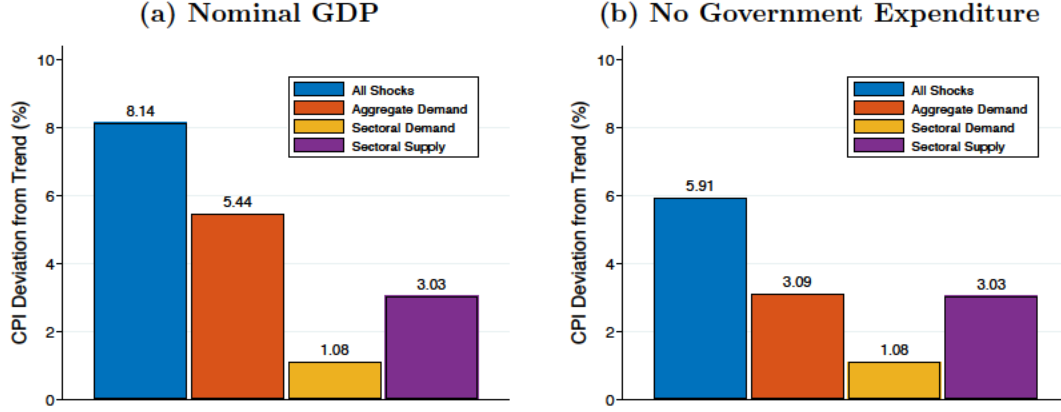 (a) Nominal GDP
CPI Deviation from Trend (%)
10
8
6
4
2
0
8.14
5.44
1.08
3.03
All Shocks
Aggregate Demand
Sectoral Demand
Sectoral Supply
(b) No Government Expenditure
CPI Deviation from Trend (%)
10
8
6
4
2
0
5.91
3.09
1.08
3.03
All Shocks
Aggregate Demand
Sectoral Demand
Sectoral Supply